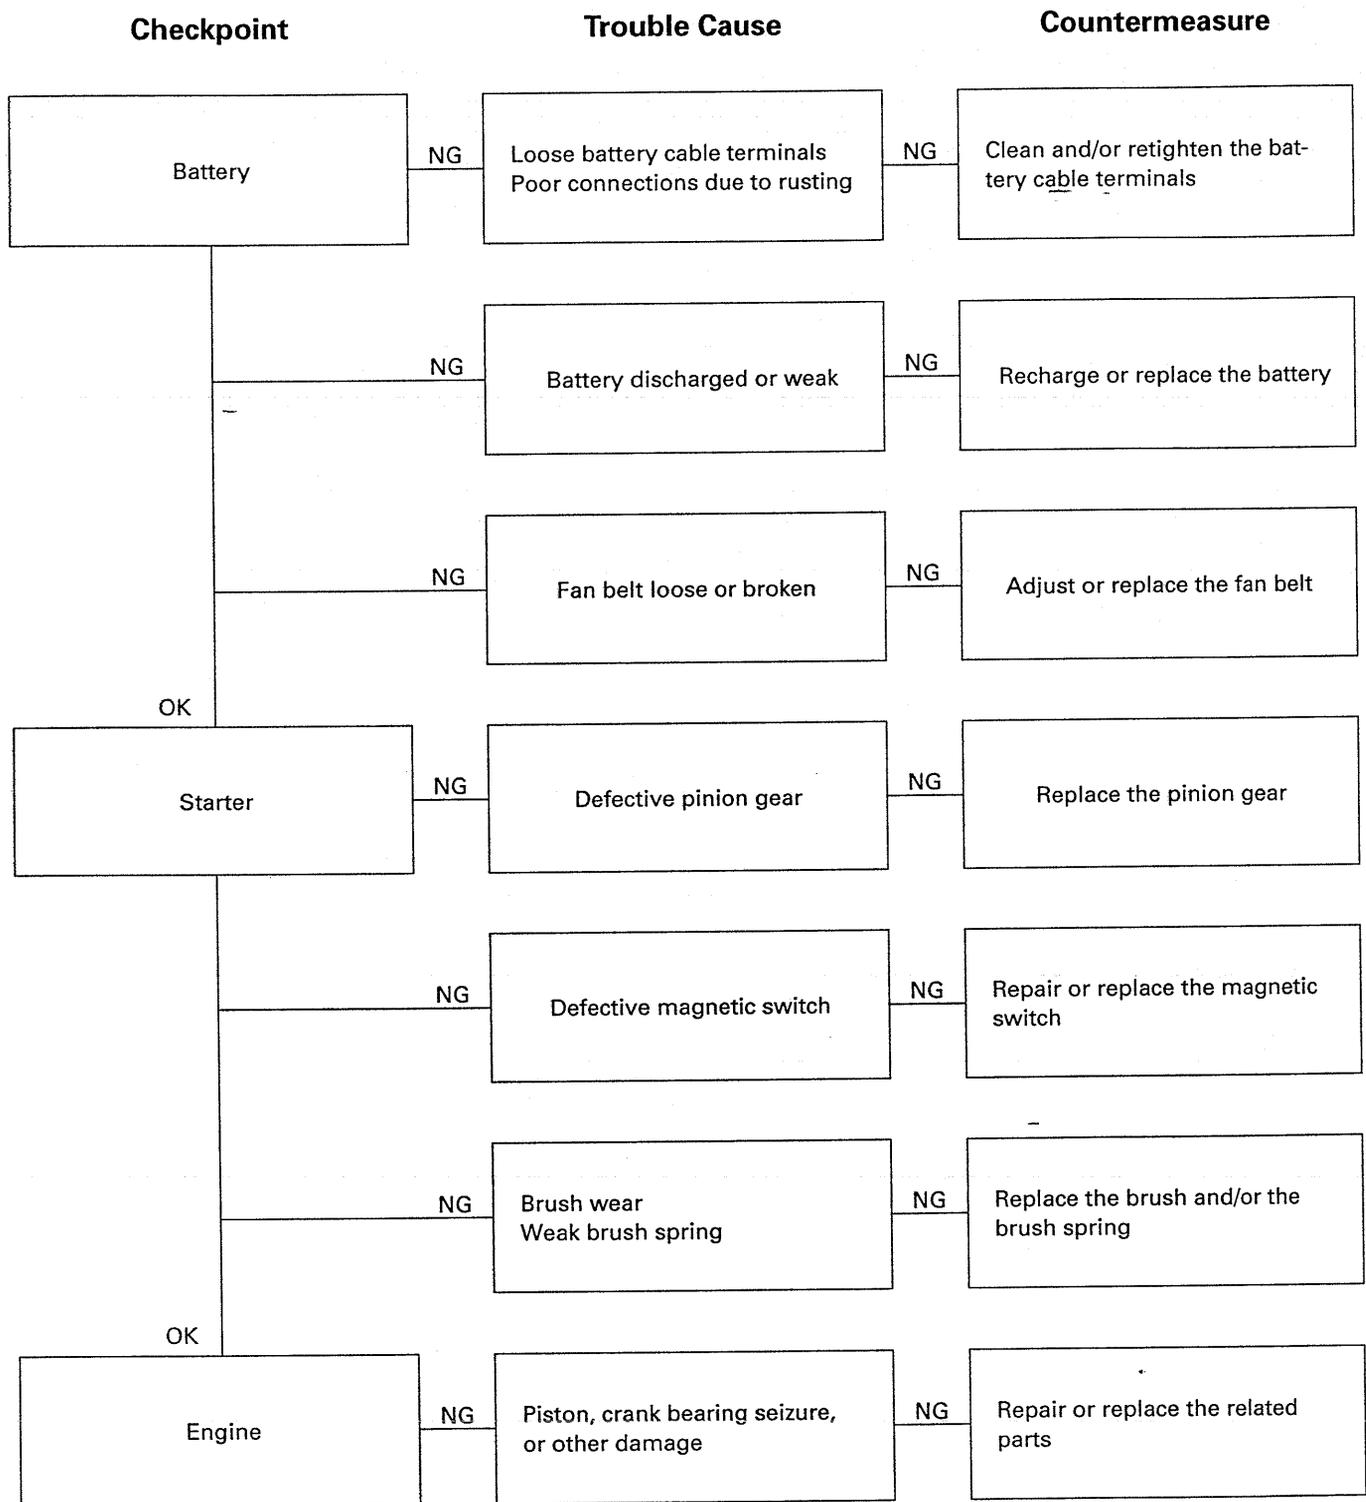 Checkpoint
Trouble Cause
Countermeasure
Battery
NG
Loose battery cable terminals
Poor connections due to rusting
NG
Clean and/or retighten the bat-
tery cable terminals
NG
Battery discharged or weak
NG
Recharge or replace the battery
NG
Fan belt loose or broken
NG
Adjust or replace the fan belt
OK
Starter
NG
Defective pinion gear
NG
Replace the pinion gear
NG
Defective magnetic switch
NG
Repair or replace the magnetic
switch
NG
Brush wear
Weak brush spring
NG
Replace the brush and/or the
brush spring
OK
Engine
NG
Piston, crank bearing seizure,
or other damage
NG
Repair or replace the related
parts